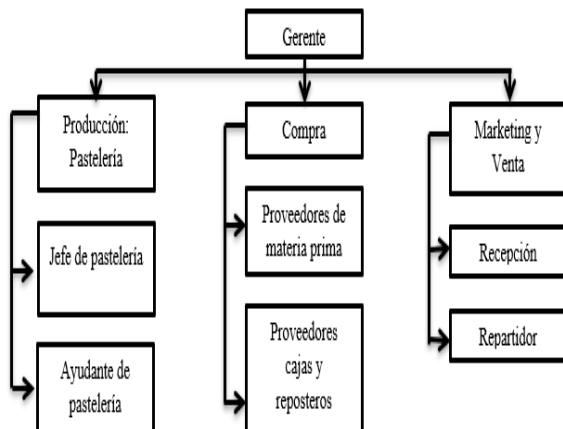 Gerente
Producción:
Pastelería
Jefe de pastelería
Ayudante de
pastelería
Compra
Proveedores de
materia prima
Proveedores
cajas y
reposteros
Marketing y
Venta
Recepción
Repartidor